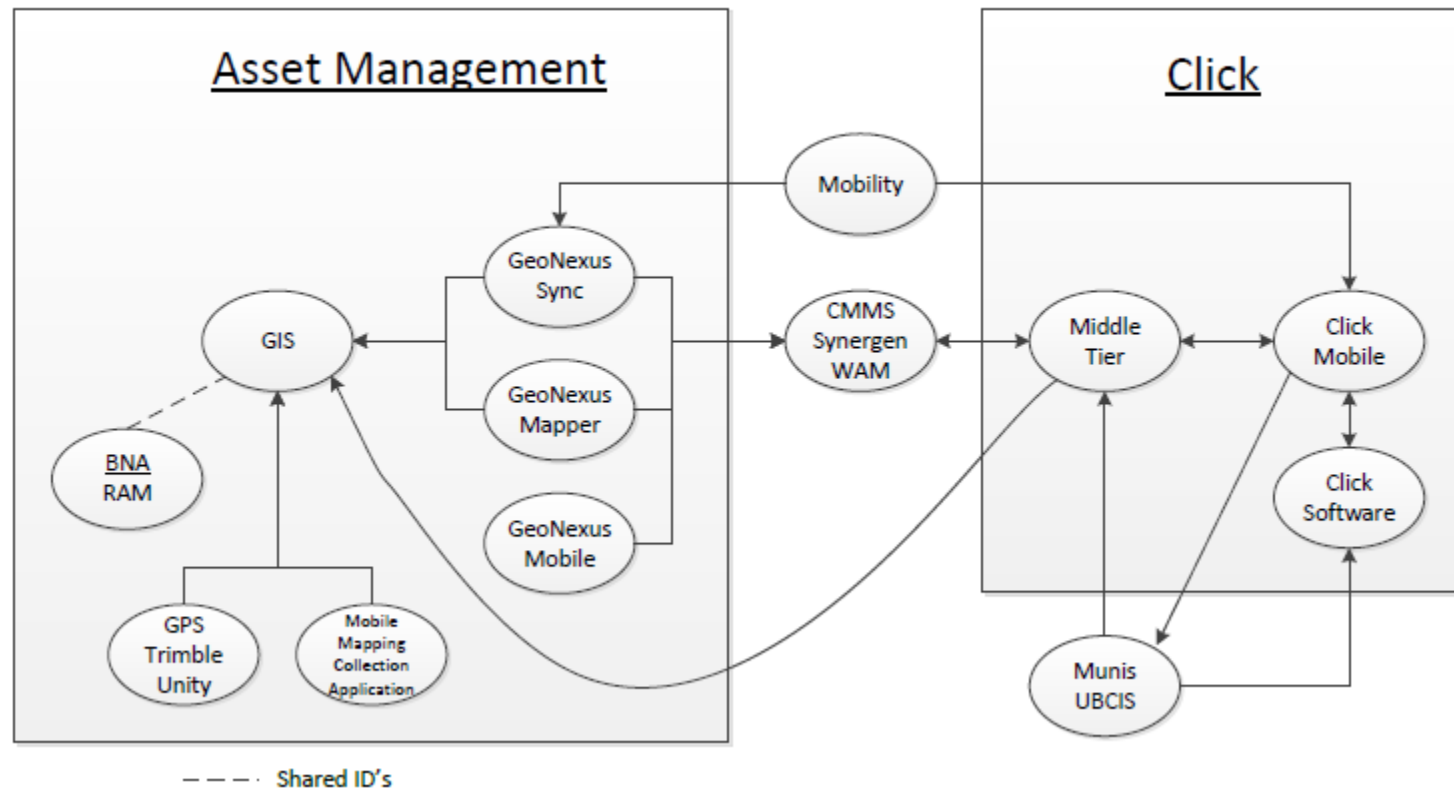 Asset Management
Click
Mobility
GeoNexus
Sync
GIS
CMMS
Synergen
WAM
Middle
Tier
Click
Mobile
GeoNexus
Mapper
BNA
RAM
Click
Software
GeoNexus
Mobile
GPS
Trimble
Unity
Mobile
Mapping
Collection
Application
Munis
UBCIS
Shared ID's